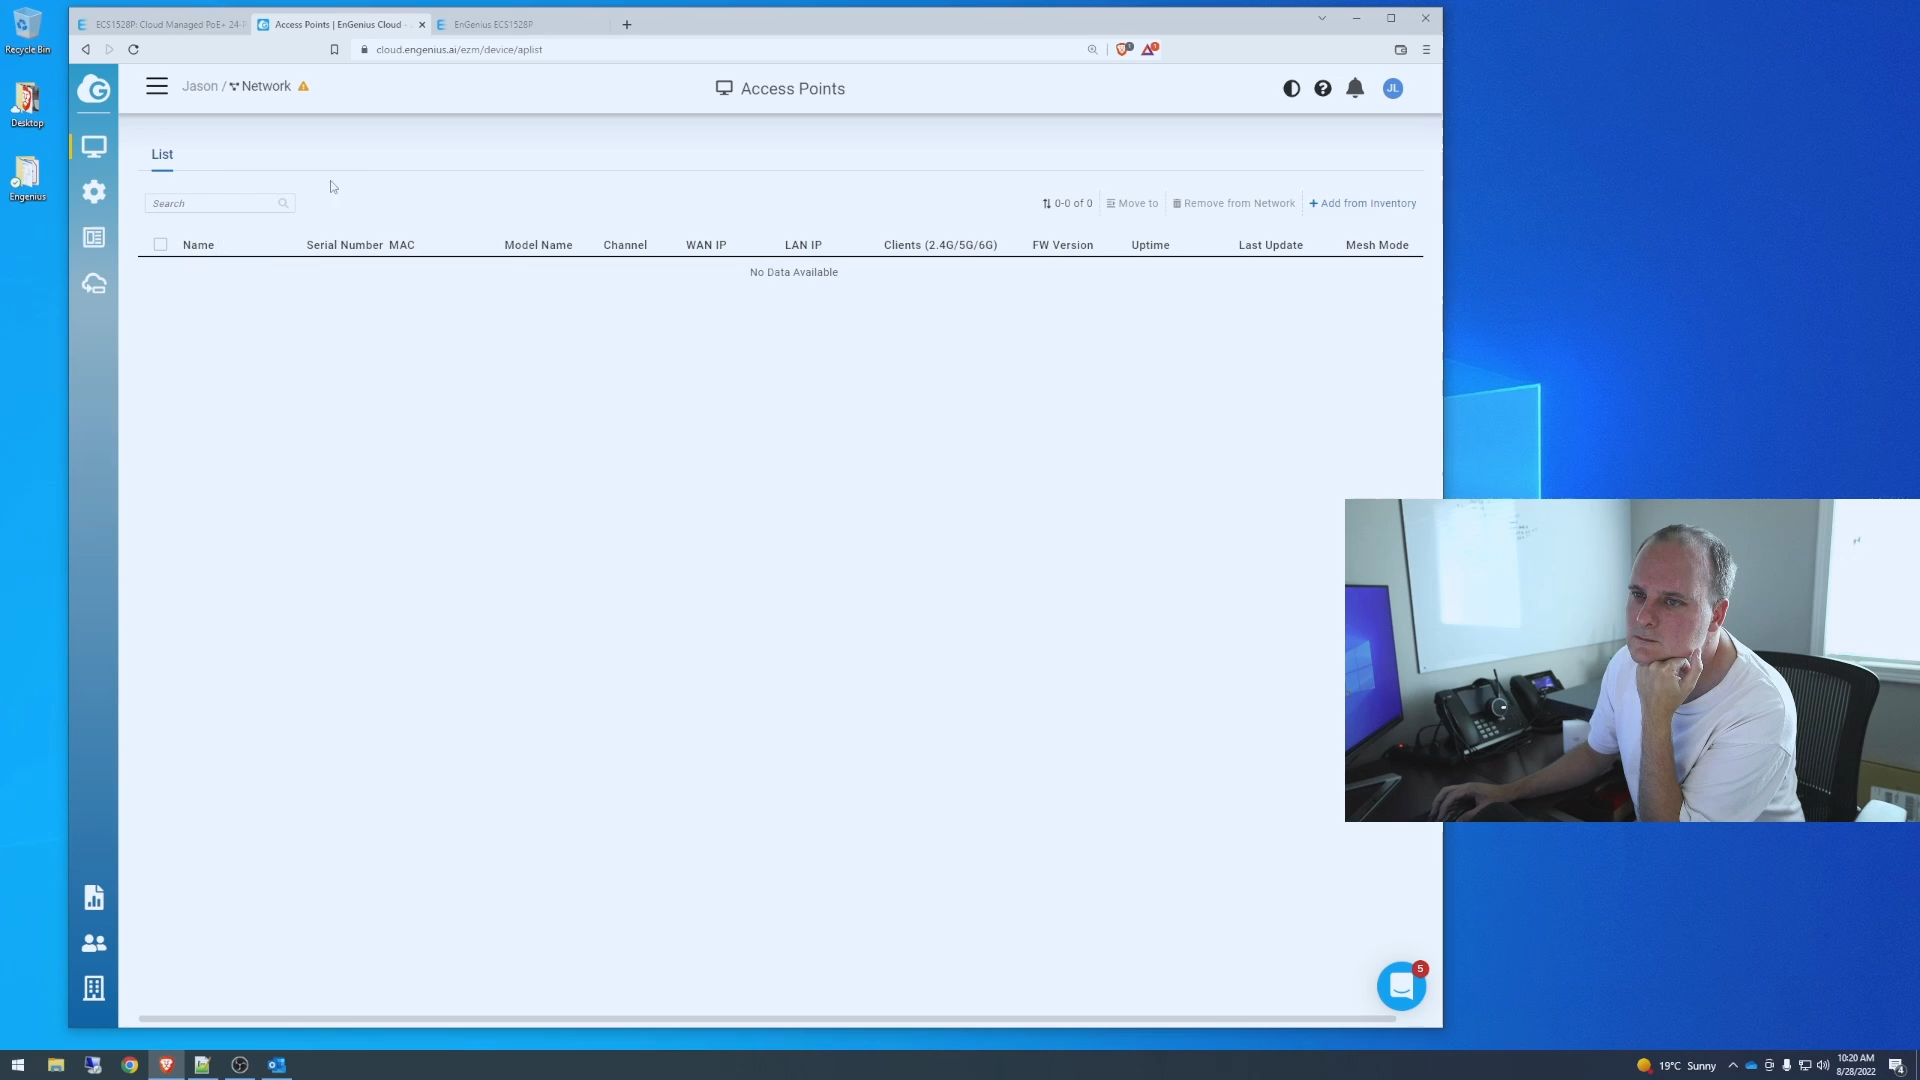 ECS1528P: Cloud Managed PoE+ 24-P
Access Points | EnGenius Cloud
EnGenius ECS1528P
Recycle Bin
cloud.engenius.ai/ezm/device/aplist
1
1
Jason / Network
Access Points
JL
Desktop
List
Engenius
Search
0-0 of 0
Move to
Remove from Network
+ Add from Inventory
Name Serial Number MAC Model Name Channel WAN IP LAN IP Clients (2.4G/5G/6G) FW Version Uptime Last Update Mesh Mode
No Data Available
5
19°C Sunny
10:20 AM
8/28/2022
4